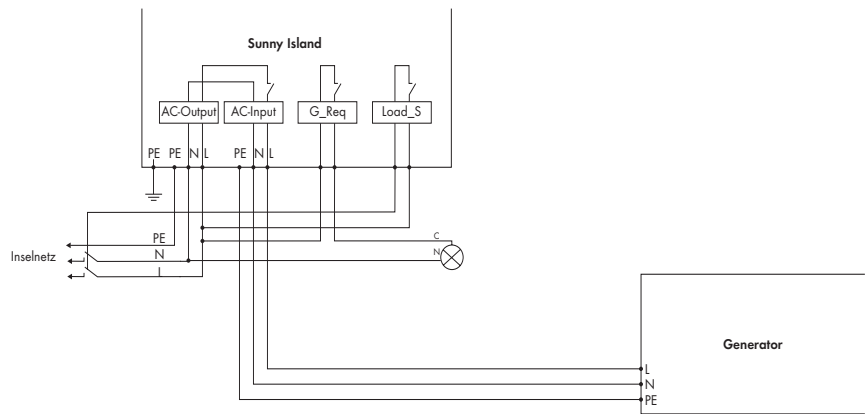 Sunny Island
AC-Output AC-Input G_Req Load_S
PE PE N L PE N L
PE
C
Inselnetz N N
L
Generator
L
N
PE